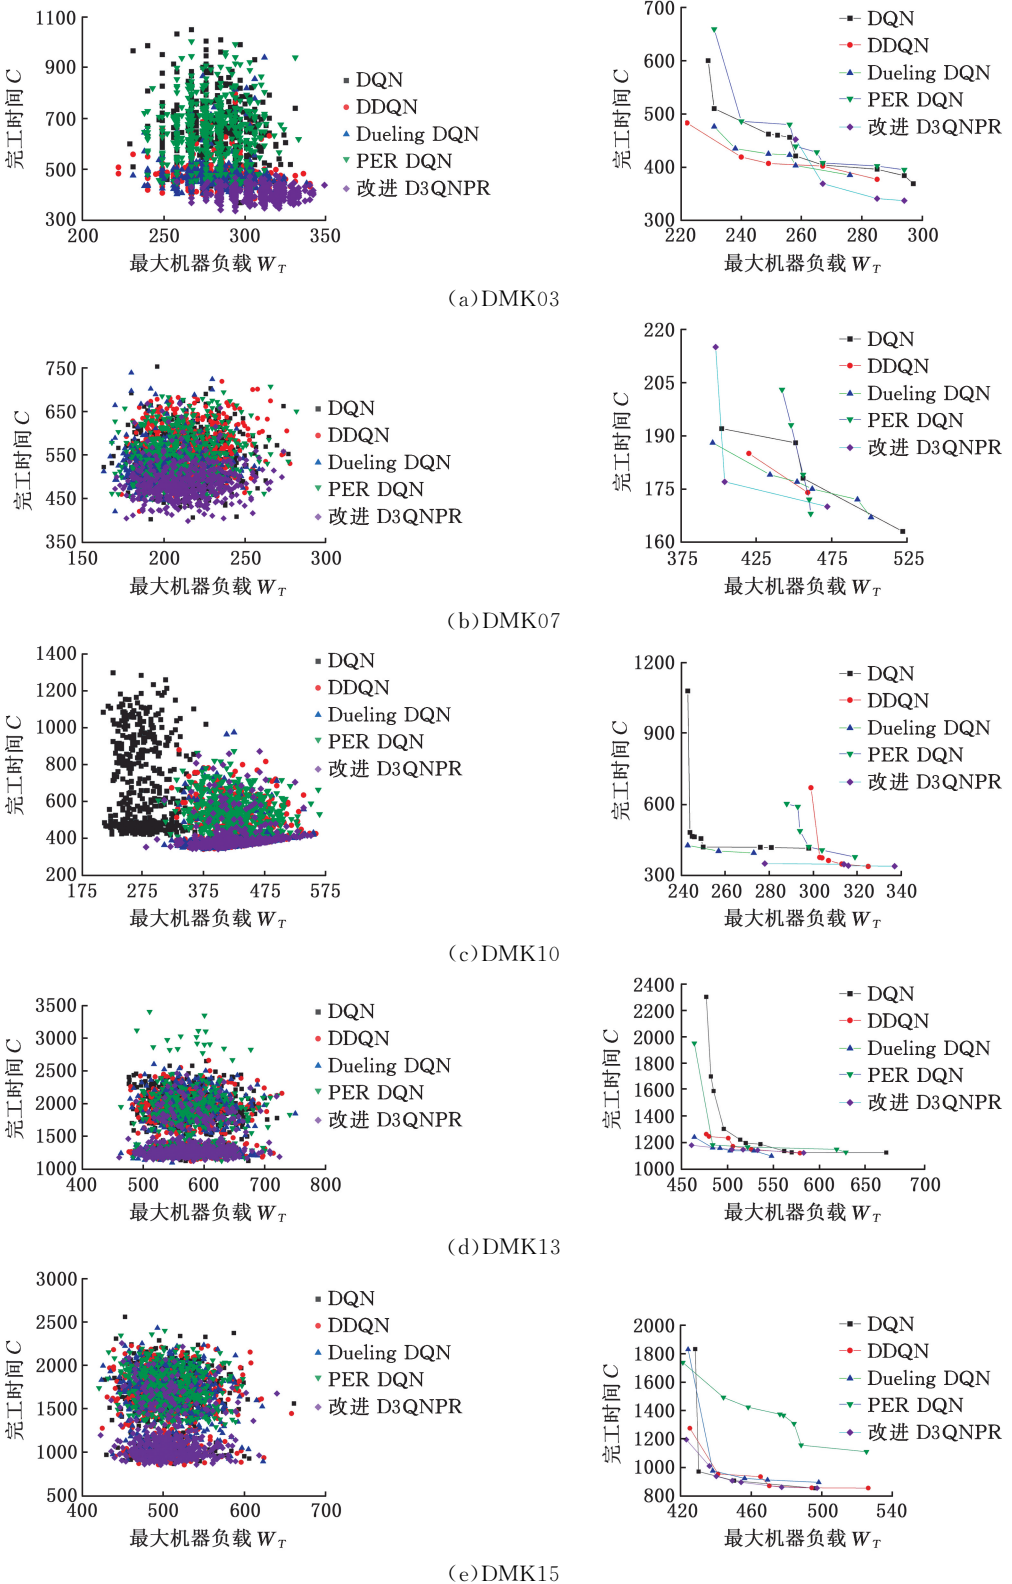 1100
900
700
500
300
200 250 300 350
完工时间 C
最大机器负载 W_T
DQN
DDQN
Dueling DQN
PER DQN
改进 D3QNPR
700
600
500
400
300
220 240 260 280 300
完工时间 C
最大机器负载 W_T
DQN
DDQN
Dueling DQN
PER DQN
改进 D3QNPR
(a)DMK03
750
650
550
450
350
150 200 250 300
完工时间 C
最大机器负载 W_T
DQN
DDQN
Dueling DQN
PER DQN
改进 D3QNPR
220
205
190
175
160
375 425 475 525
完工时间 C
最大机器负载 W_T
DQN
DDQN
Dueling DQN
PER DQN
改进 D3QNPR
(b)DMK07
1400
1200
1000
800
600
400
200
175 275 375 475 575
完工时间 C
最大机器负载 W_T
DQN
DDQN
Dueling DQN
PER DQN
改进 D3QNPR
1200
900
600
300
240 260 280 300 320 340
完工时间 C
最大机器负载 W_T
DQN
DDQN
Dueling DQN
PER DQN
改进 D3QNPR
(c)DMK10
3500
3000
2500
2000
1500
1000
400 500 600 700 800
完工时间 C
最大机器负载 W_T
DQN
DDQN
Dueling DQN
PER DQN
改进 D3QNPR
2400
2200
2000
1800
1600
1400
1200
1000
450 500 550 600 650 700
完工时间 C
最大机器负载 W_T
DQN
DDQN
Dueling DQN
PER DQN
改进 D3QNPR
(d)DMK13
3000
2500
2000
1500
1000
500
400 500 600 700
完工时间 C
最大机器负载 W_T
DQN
DDQN
Dueling DQN
PER DQN
改进 D3QNPR
2000
1800
1600
1400
1200
1000
800
420 460 500 540
完工时间 C
最大机器负载 W_T
DQN
DDQN
Dueling DQN
PER DQN
改进 D3QNPR
(e)DMK15